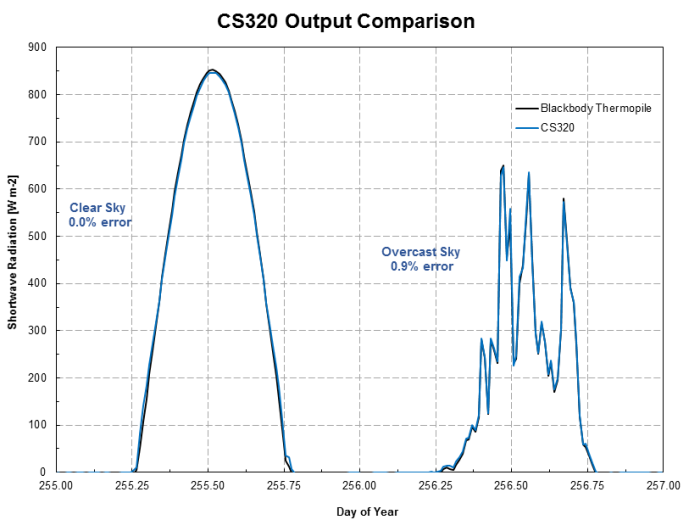 CS320 Output Comparison
900
800
700
600
500
400
300
200
100
0
Shortwave Radiation [W m-2]
Blackbody Thermopile
CS320
Clear Sky
0.0% error
Overcast Sky
0.9% error
255.00 255.25 255.50 255.75 256.00 256.25 256.50 256.75 257.00
Day of Year